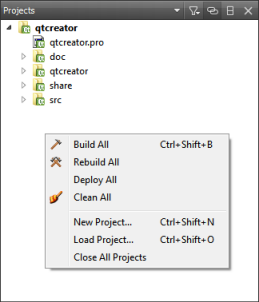 Projects
qtcreator
qtcreator.pro
doc
qtcreator
share
src
Build All Ctrl+Shift+B
Rebuild All
Deploy All
Clean All
New Project... Ctrl+Shift+N
Load Project... Ctrl+Shift+O
Close All Projects